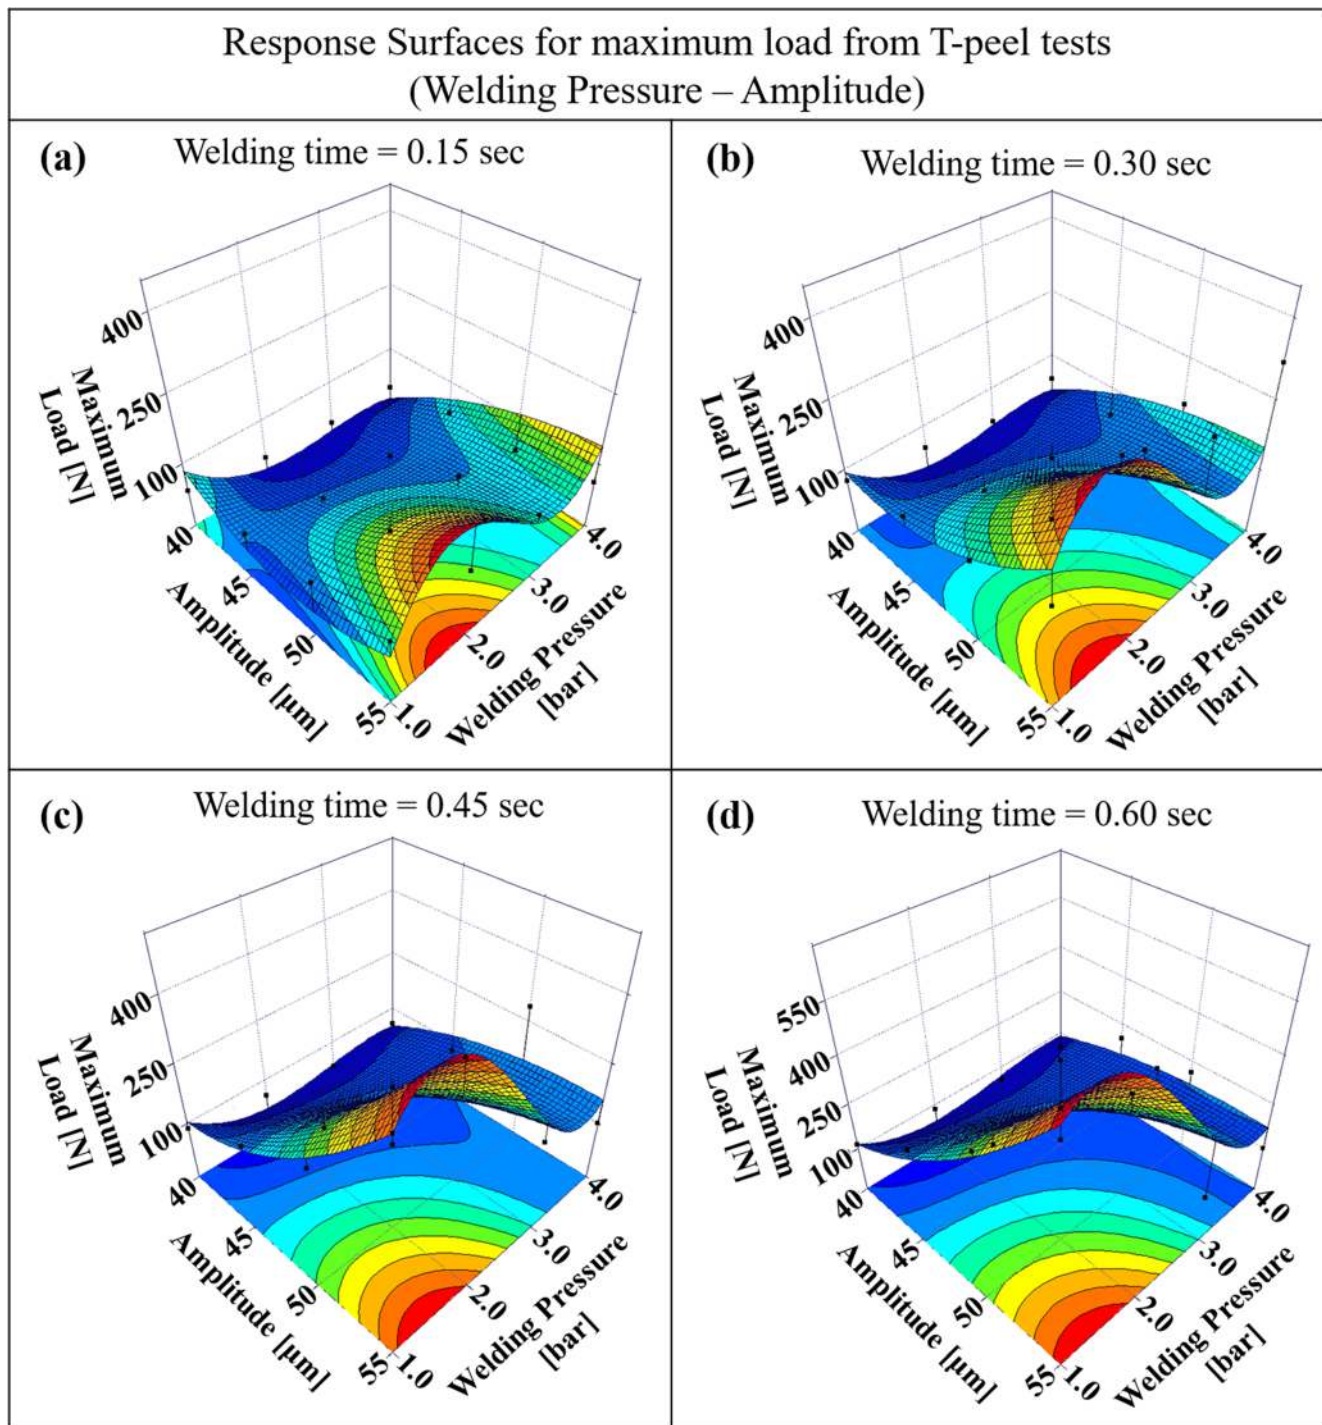 Response Surfaces for maximum load from T-peel tests
(Welding Pressure – Amplitude)
(a)
Welding time = 0.15 sec
400
250
100
Maximum
Load [N]
40
45
50
55
Amplitude [μm]
1.0
2.0
3.0
4.0
Welding Pressure
[bar]
(b)
Welding time = 0.30 sec
400
250
100
Maximum
Load [N]
40
45
50
55
Amplitude [μm]
1.0
2.0
3.0
4.0
Welding Pressure
[bar]
(c)
Welding time = 0.45 sec
400
250
100
Maximum
Load [N]
40
45
50
55
Amplitude [μm]
1.0
2.0
3.0
4.0
Welding Pressure
[bar]
(d)
Welding time = 0.60 sec
550
400
250
100
Maximum
Load [N]
40
45
50
55
Amplitude [μm]
1.0
2.0
3.0
4.0
Welding Pressure
[bar]